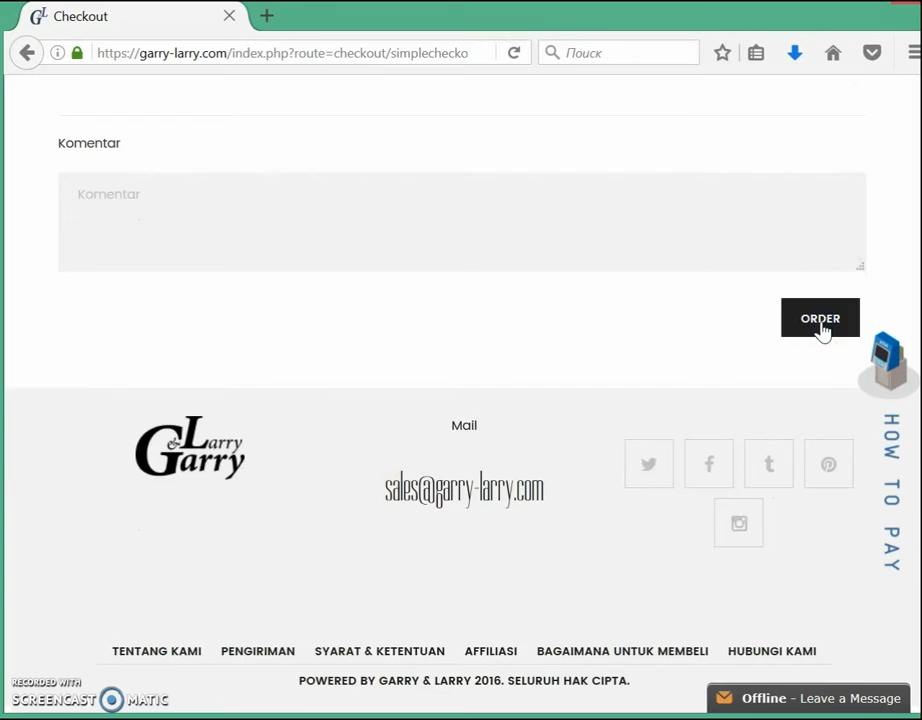 Checkout
https://garry-larry.com/index.php?route=checkout/simplechecko
Поиск
Komentar
Komentar
ORDER
HOW TO PAY
Garry & Larry
Mail
sales@garry-larry.com
TENTANG KAMI PENGIRIMAN SYARAT & KETENTUAN AFFILIASI BAGAIMANA UNTUK MEMBELI HUBUNGI KAMI
POWERED BY GARRY & LARRY 2016. SELURUH HAK CIPTA.
RECORDED WITH
SCREENCAST MATIC
Offline - Leave a Message